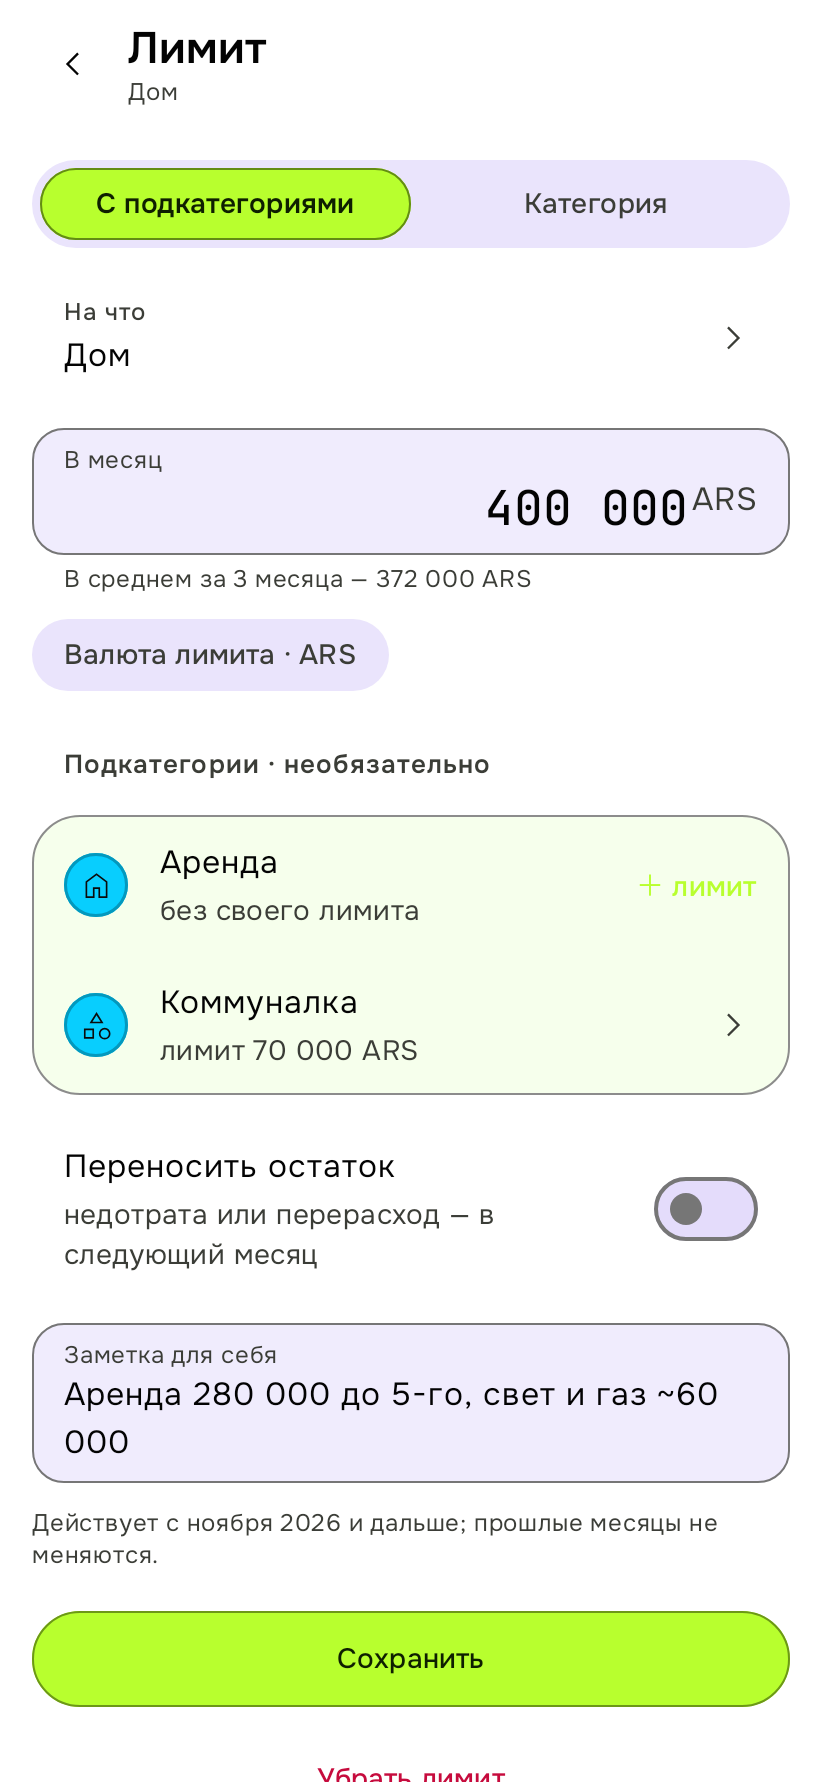 Лимит
Дом
С подкатегориями
Категория
На что
Дом
В месяц
400 000 ARS
В среднем за 3 месяца — 372 000 ARS
Валюта лимита · ARS
Подкатегории · необязательно
Аренда
без своего лимита
+ лимит
Коммуналка
лимит 70 000 ARS
Переносить остаток
недотрата или перерасход — в
следующий месяц
Заметка для себя
Аренда 280 000 до 5-го, свет и газ ~60
000
Действует с ноября 2026 и дальше; прошлые месяцы не
меняются.
Сохранить
Убрать лимит